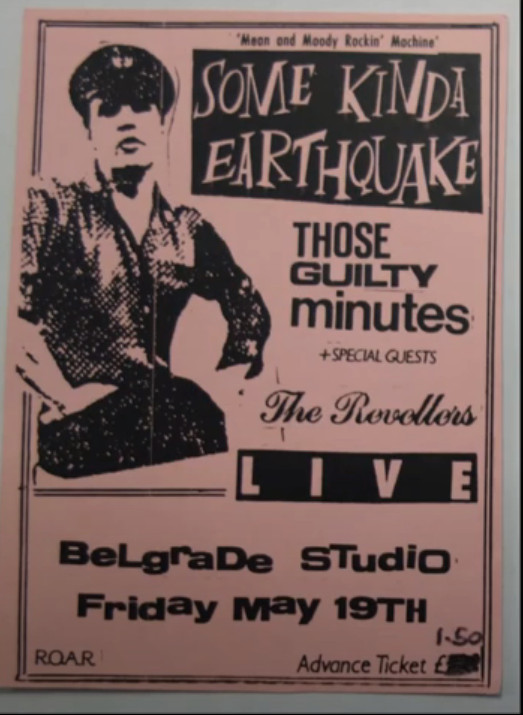 'Mean and Moody Rockin' Machine'
SOME KINDA
EARTHQUAKE
THOSE
GUILTY
minutes
+SPECIAL GUESTS
The Revellers
LIVE
BeLgraDe STudiO
Friday May 19TH
1.50
R.O.A.R.
Advance Ticket £